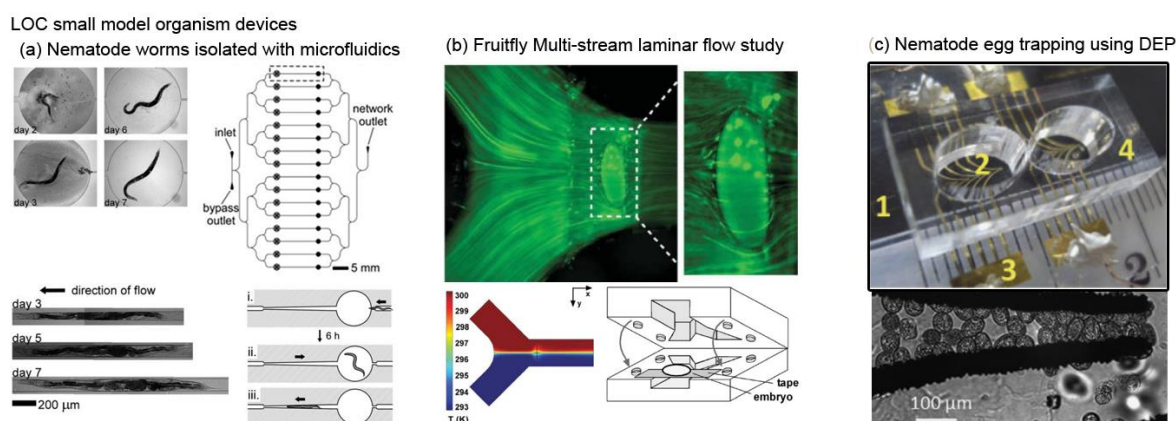 LOC small model organism devices
(a) Nematode worms isolated with microfluidics
day 2
day 6
day 3
day 7
inlet
bypass
outlet
network
outlet
5 mm
direction of flow
day 3
day 5
day 7
200 µm
i.
6 h
ii.
iii.
(b) Fruitfly Multi-stream laminar flow study
300
299
298
297
296
295
294
293
T (K)
x
y
tape
embryo
(c) Nematode egg trapping using DEP
1
2
3
4
2
100 µm